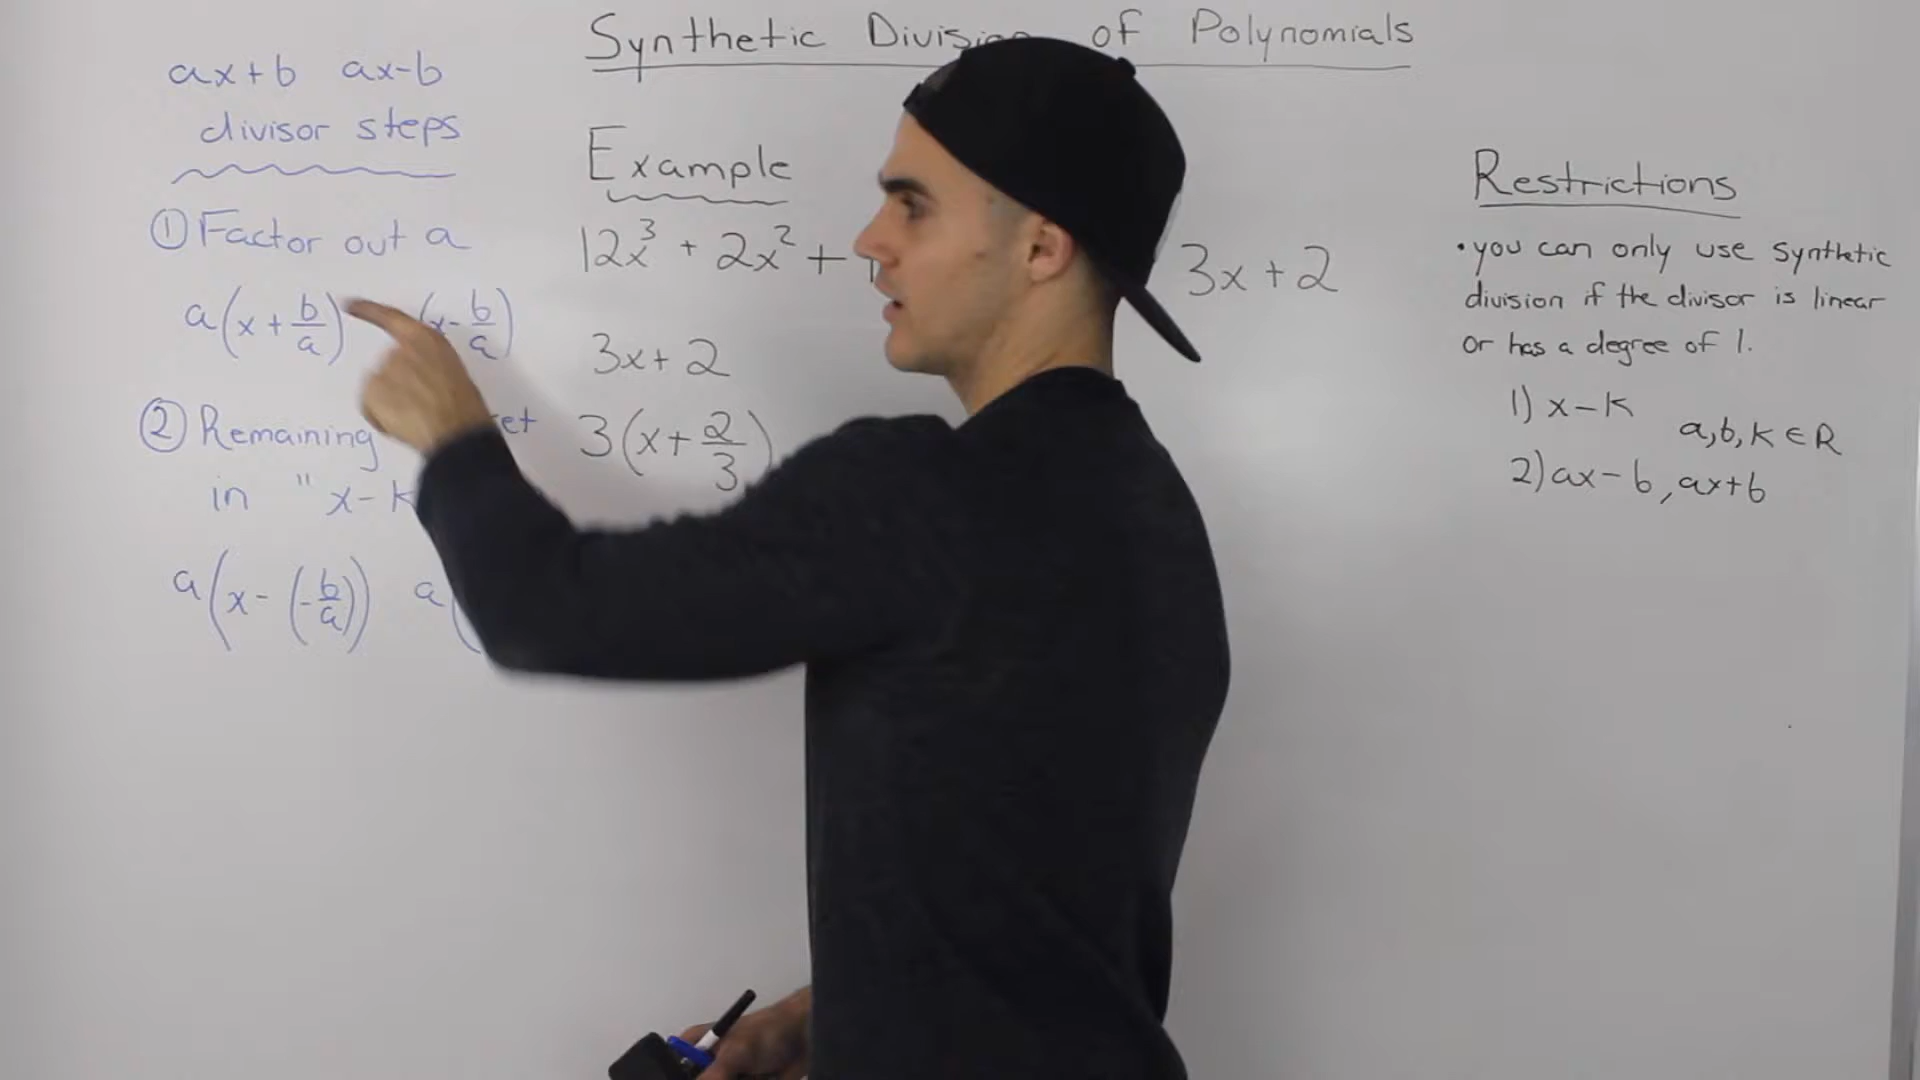 Synthetic Division of Polynomials
ax+b ax-b
divisor steps
① Factor out a
a(x + b/a) (x - b/a)
② Remaining et
in " x-k
a(x - (-b/a)) a(
Example
12x³ + 2x² + 3x+2
3x+2
3(x + 2/3)
Restrictions
• you can only use synthetic
division if the divisor is linear
or has a degree of 1.
1) x-k
a,b,k ∈ R
2) ax-b, ax+b